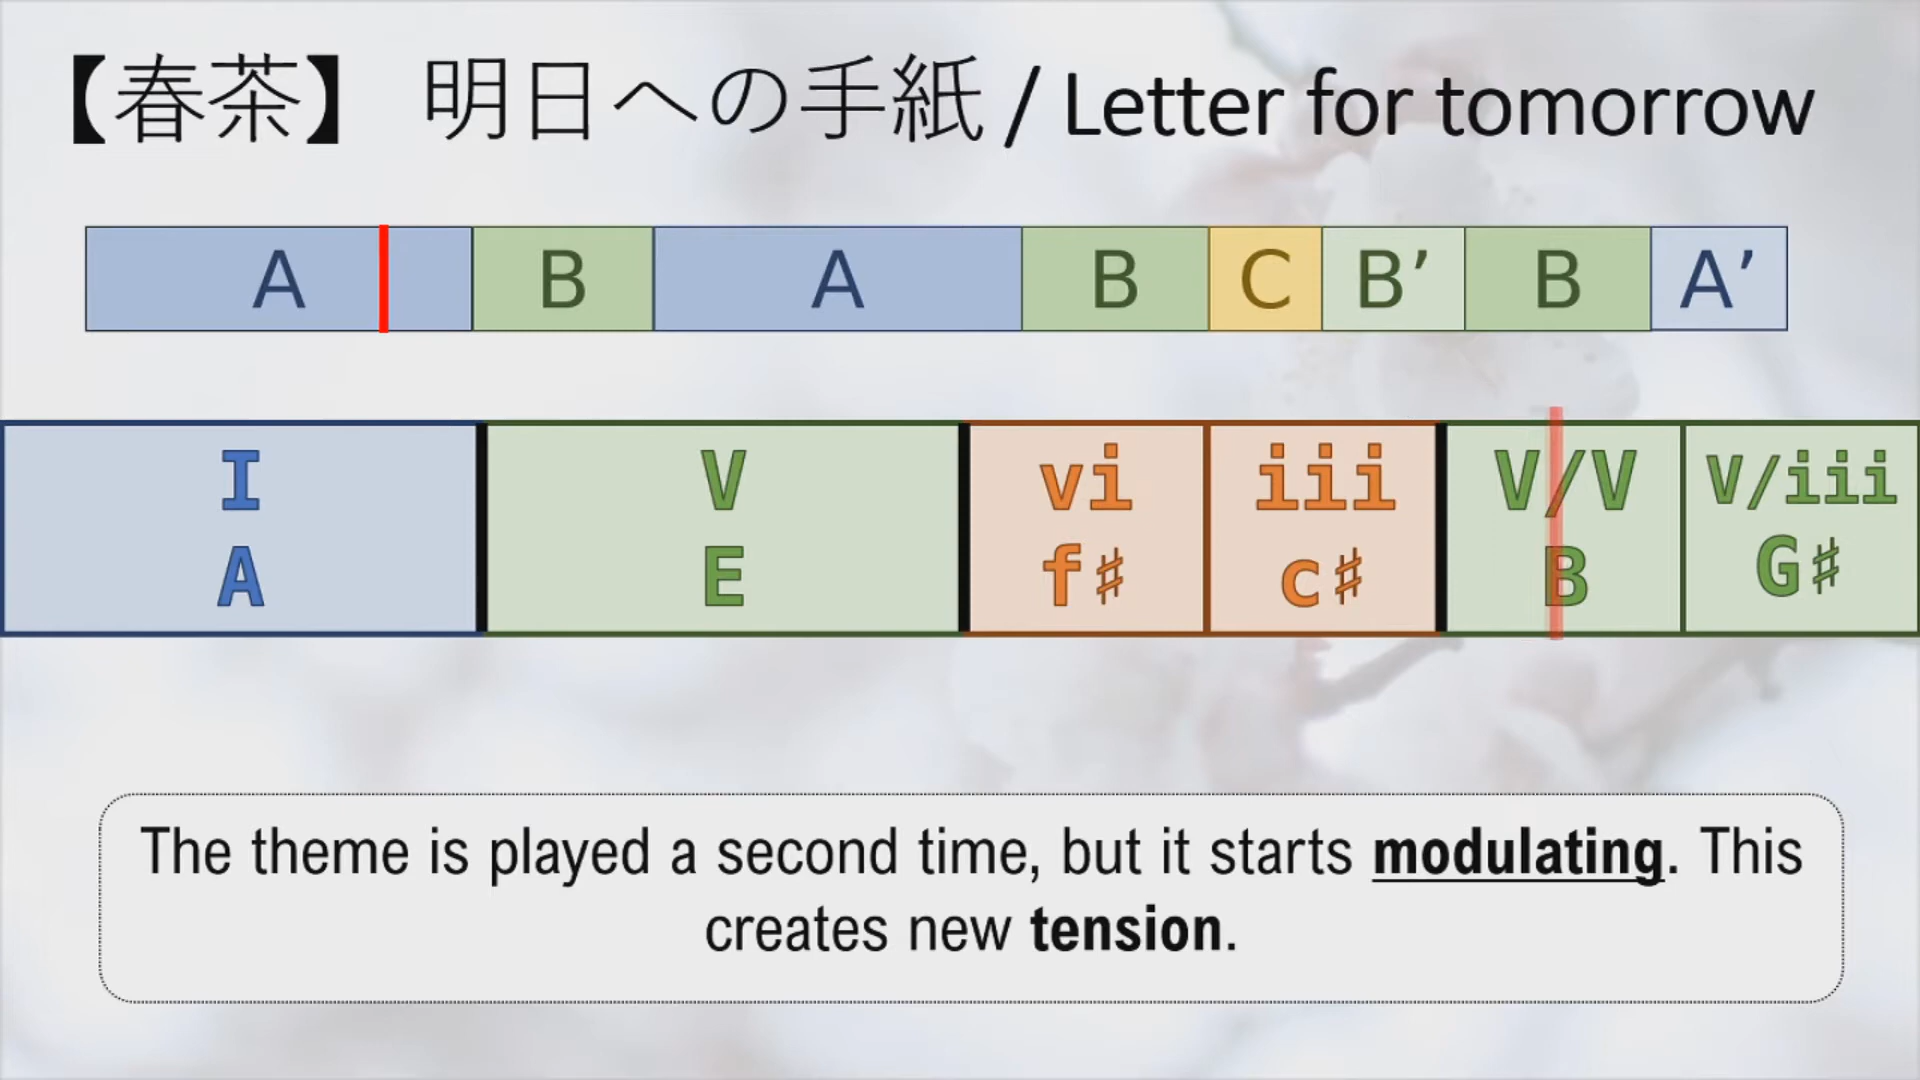 【春茶】 明日への手紙 / Letter for tomorrow
A B A B C B’ B A’
I V vi iii V/V V/iii
A E f♯ c♯ B G♯
The theme is played a second time, but it starts modulating. This
creates new tension.